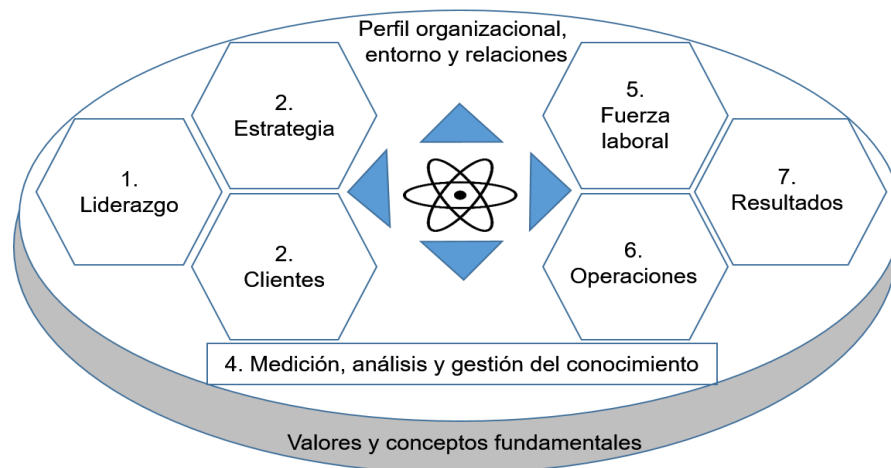 Perfil organizacional,
entorno y relaciones
1.
Liderazgo
2.
Estrategia
2.
Clientes
5.
Fuerza
laboral
6.
Operaciones
7.
Resultados
4. Medición, análisis y gestión del conocimiento
Valores y conceptos fundamentales